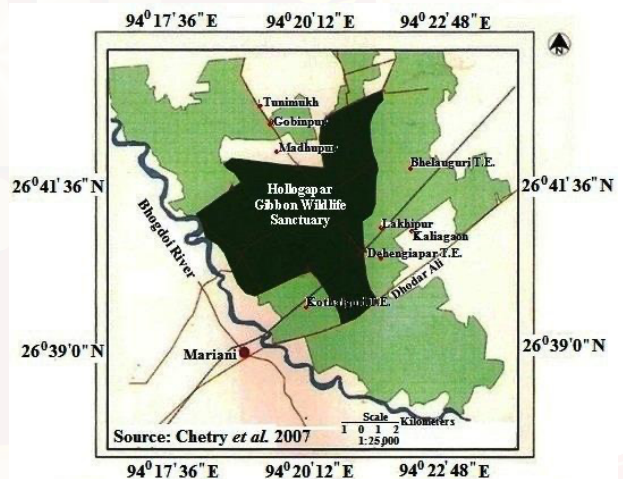 94⁰17'36"E 94⁰20'12"E 94⁰22'48"E
N
Tunimukh
Gobinpur
Madhupur
Bhelauguri T.E.
26⁰41'36"N
26⁰41'36"N
Hollogapar
Gibbon Wildlife
Sanctuary
Bhogdoi River
Lakhipur
Kaliagaon
Dehengiapar T.E.
Dhodar Ali
Kothalguri T.E.
26⁰39'0"N
26⁰39'0"N
Mariani
Scale
1 0 1 2 Kilometers
1:25,000
Source: Chetry et al. 2007
94⁰17'36"E 94⁰20'12"E 94⁰22'48"E